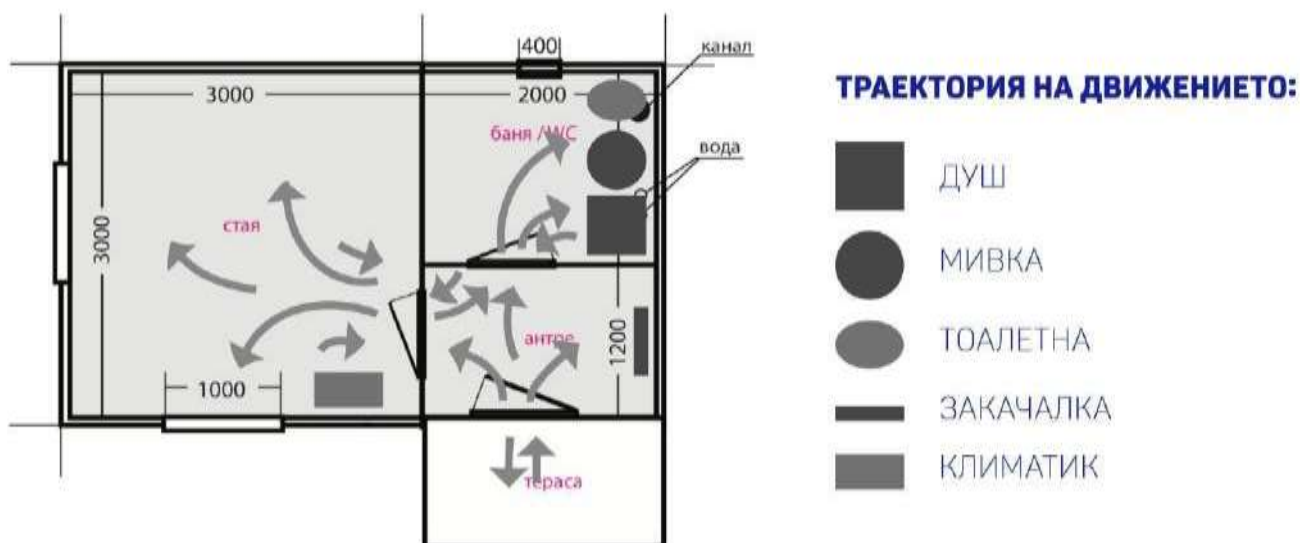 400
канал
3000
2000
баня / WC
вода
стая
3000
антре
1200
1000
тераса
ТРАЕКТОРИЯ НА ДВИЖЕНИЕТО:
ДУШ
МИВКА
ТОАЛЕТНА
ЗАКАЧАЛКА
КЛИМАТИК